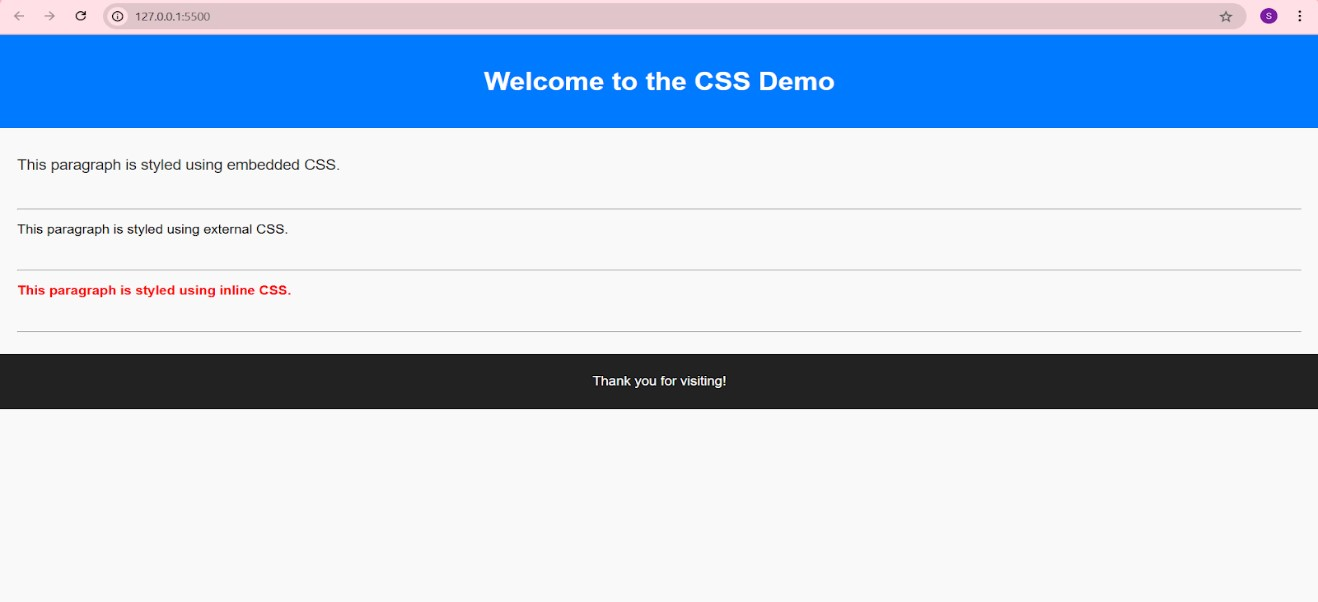 127.0.0.1:5500
S
Welcome to the CSS Demo
This paragraph is styled using embedded CSS.
This paragraph is styled using external CSS.
This paragraph is styled using inline CSS.
Thank you for visiting!